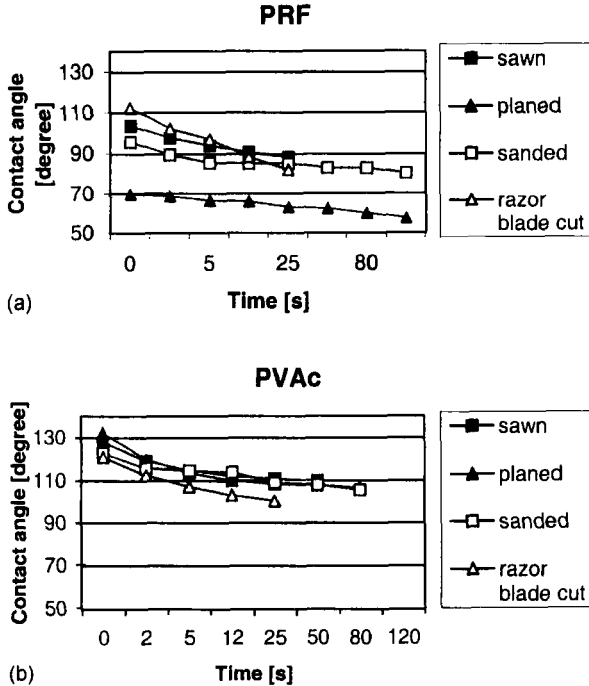 PRF
Contact angle
[degree]
130
110
90
70
50
0
5
25
80
Time [s]
(a)
sawn
planed
sanded
razor
blade cut
PVAc
Contact angle [degree]
130
110
90
70
50
0
2
5
12
25
50
80
120
Time [s]
(b)
sawn
planed
sanded
razor
blade cut